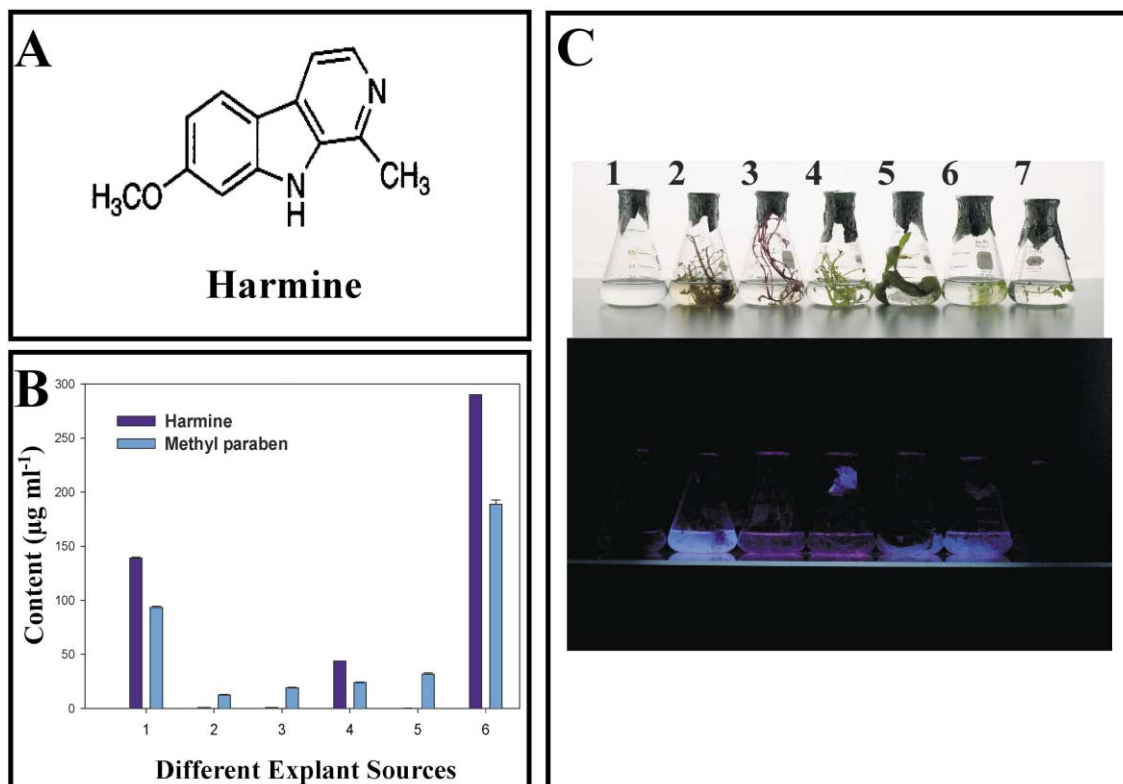 A
N
H₃CO
N
H
CH₃
Harmine
B
300
250
200
150
100
50
0
Content (µg ml⁻¹)
Harmine
Methyl paraben
1 2 3 4 5 6
Different Explant Sources
C
1 2 3 4 5 6 7